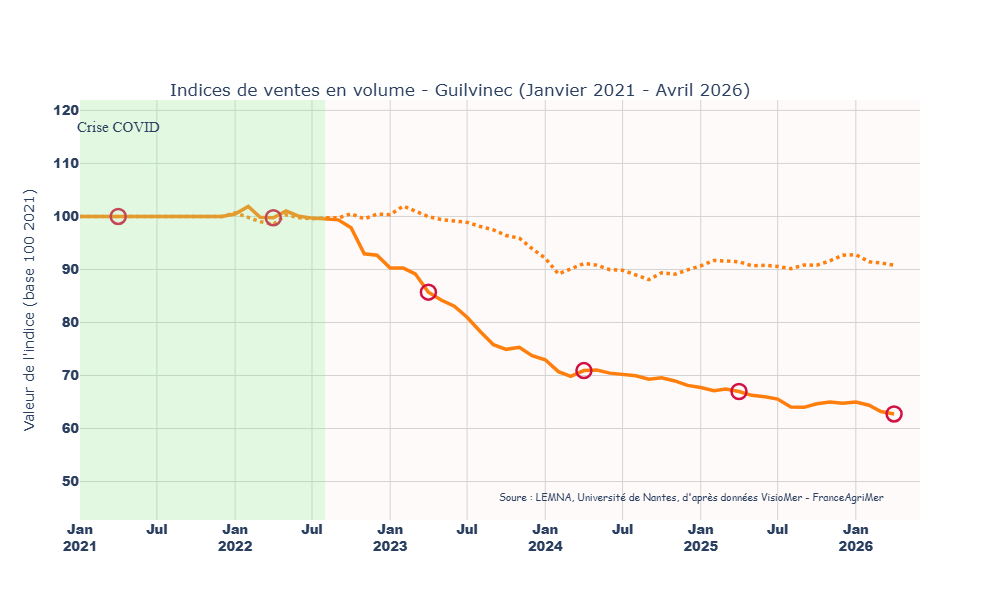 Indices de ventes en volume - Guilvinec (Janvier 2021 - Avril 2026)
Valeur de l'indice (base 100 2021)
120
Crise COVID
110
100
90
80
70
60
50
Soure : LEMNA, Université de Nantes, d'après données VisioMer - FranceAgriMer
Jan Jul Jan Jul Jan Jul Jan Jul Jan Jul Jan
2021 2022 2023 2024 2025 2026